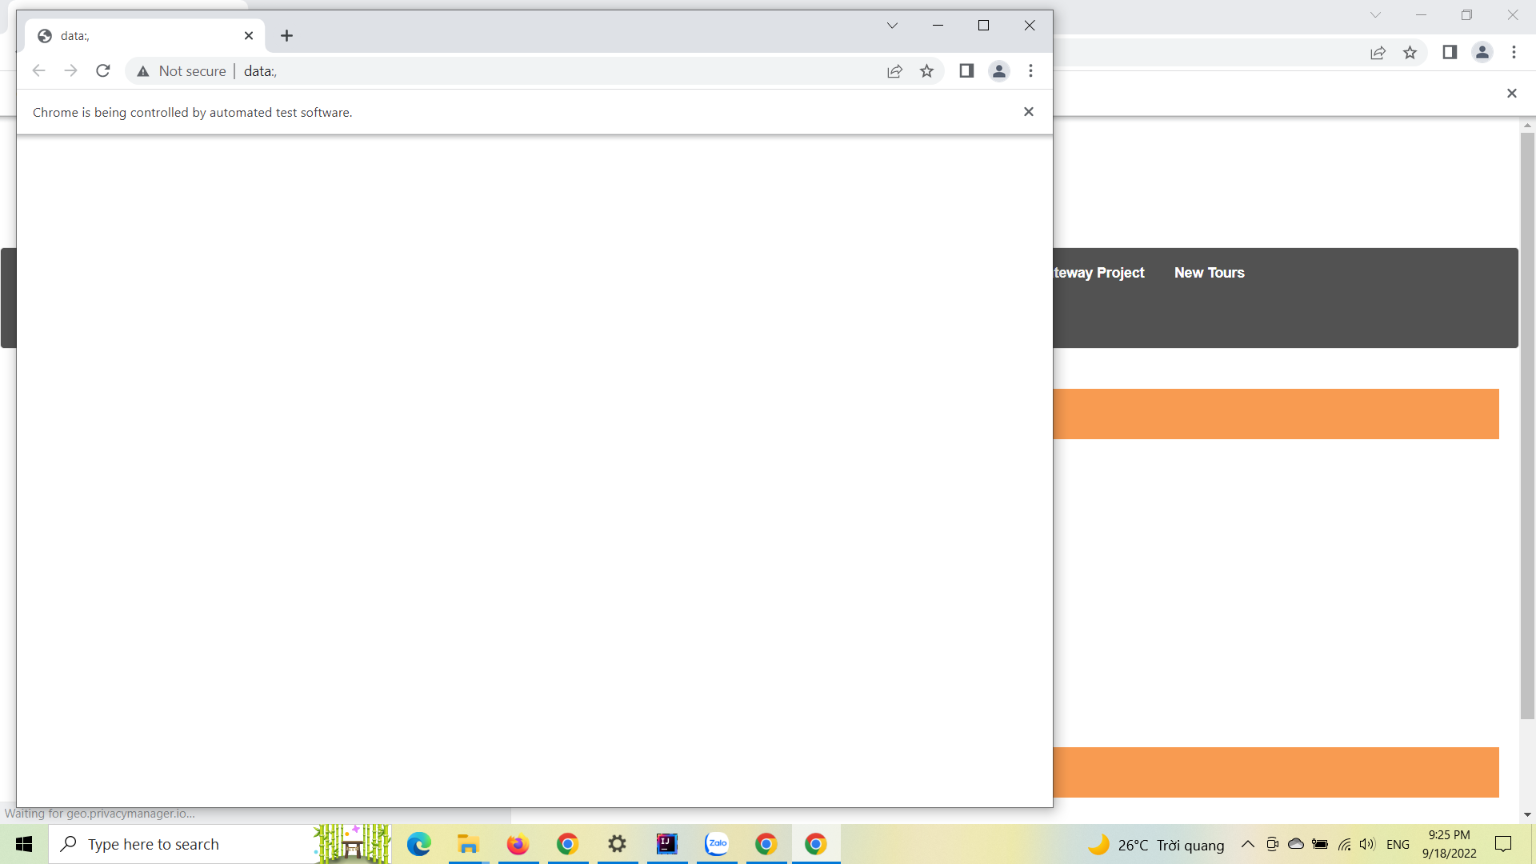 data:,
Not secure
data:,
Chrome is being controlled by automated test software.
teway Project
New Tours
Waiting for geo.privacymanager.io...
Type here to search
IJ
Zalo
26°C Trời quang
ENG
9:25 PM
9/18/2022